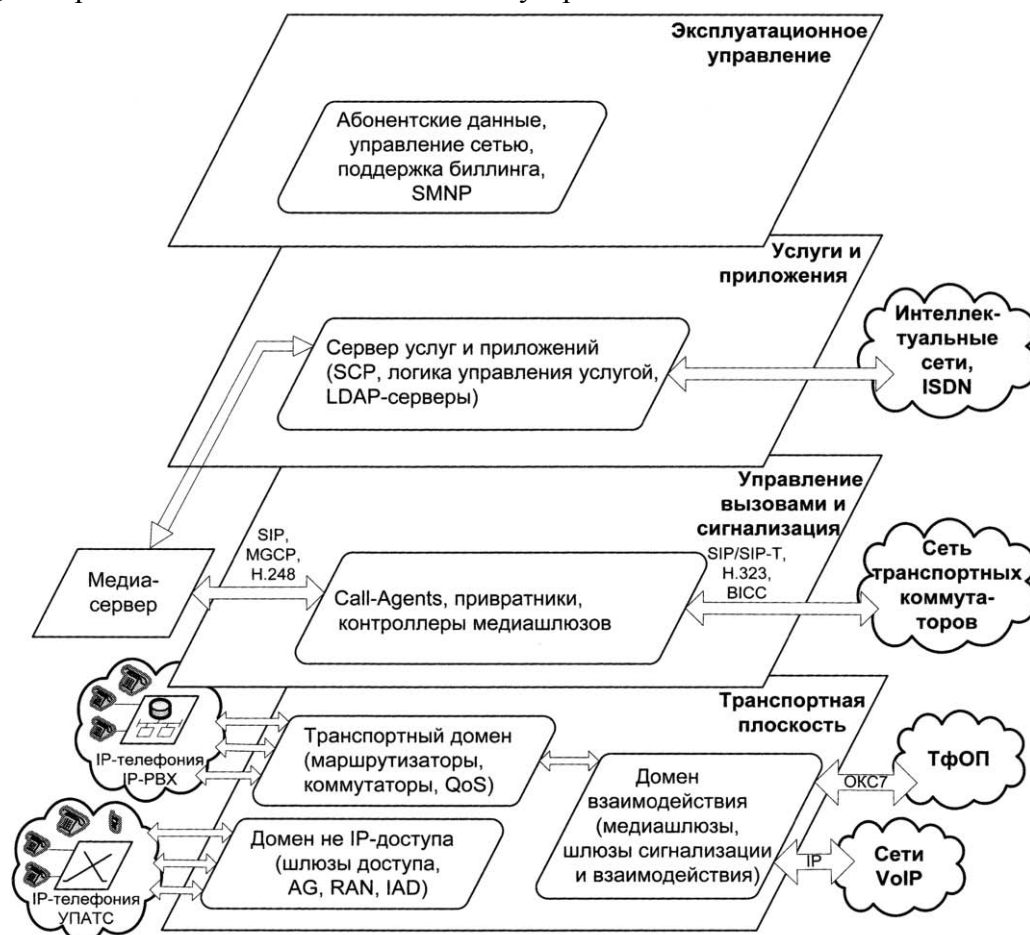 Эксплуатационное
управление
Абонентские данные,
управление сетью,
поддержка биллинга,
SMNP
Услуги и
приложения
Сервер услуг и приложений
(SCP, логика управления услугой,
LDAP-серверы)
Интеллек-
туальные
сети,
ISDN
Управление
вызовами и
сигнализация
SIP,
MGCP,
H.248
SIP/SIP-T,
H.323,
BICC
Медиа-
сервер
Call-Agents, привратники,
контроллеры медиашлюзов
Сеть
транспортных
коммута-
торов
Транспортная
плоскость
IP-телефония
IP-PBX
Транспортный домен
(маршрутизаторы,
коммутаторы, QoS)
Домен
взаимодействия
(медиашлюзы,
шлюзы сигнализации
и взаимодействия)
ОКС7
ТфОП
IP-телефония
УПАТС
Домен не IP-доступа
(шлюзы доступа,
AG, RAN, IAD)
IP
Сети
VoIP